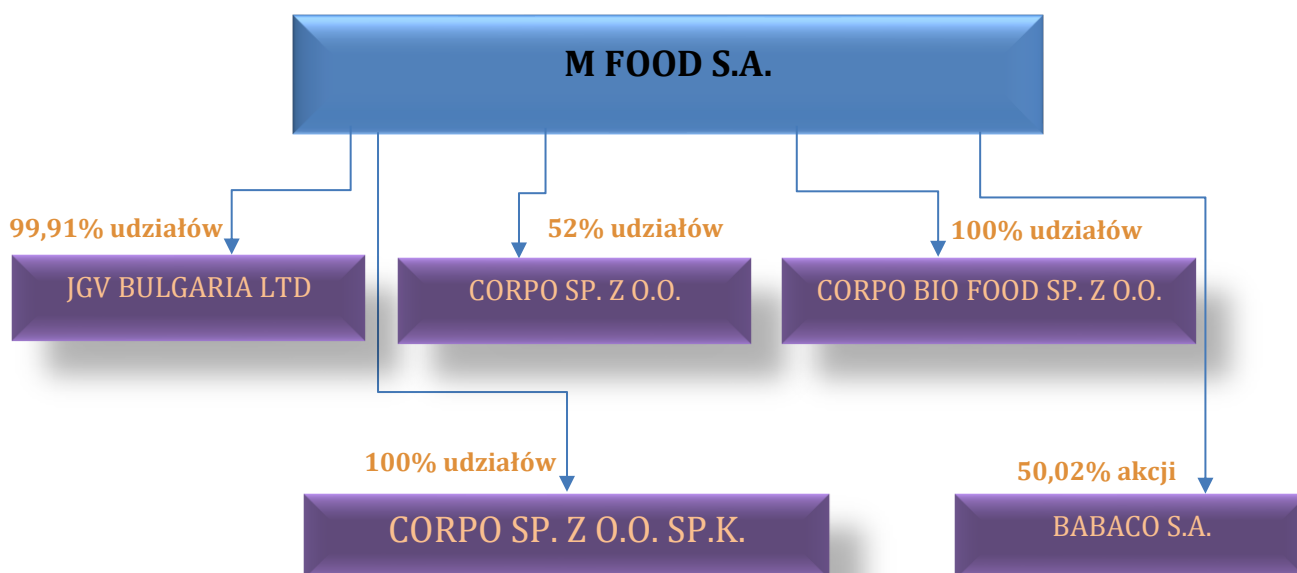 M FOOD S.A.
99,91% udziałów
52% udziałów
100% udziałów
JGV BULGARIA LTD
CORPO SP. Z O.O.
CORPO BIO FOOD SP. Z O.O.
100% udziałów
50,02% akcji
CORPO SP. Z O.O. SP.K.
BABACO S.A.